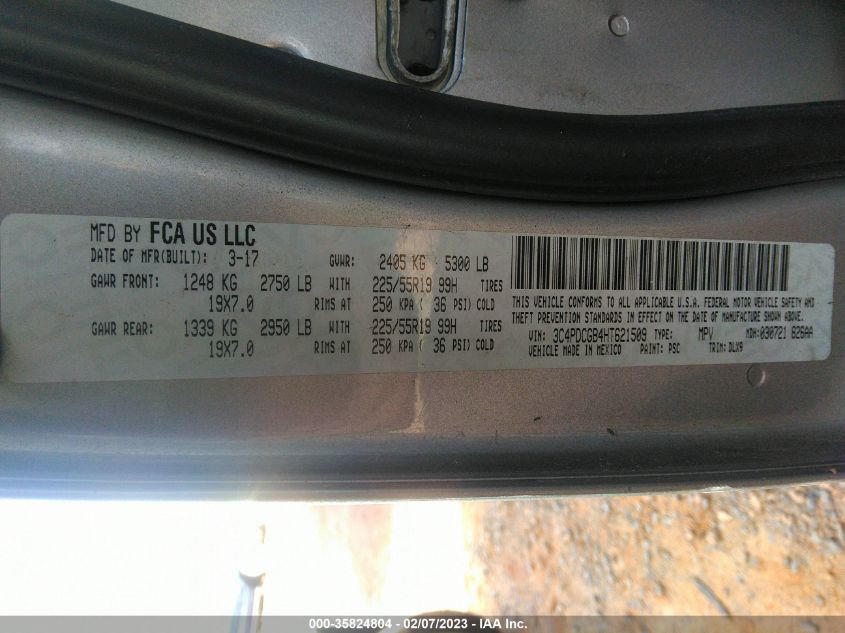 MFD BY FCA US LLC
DATE OF MFR(BUILT): 3-17 GVWR: 2405 KG 5300 LB
GAWR FRONT: 1248 KG 2750 LB WITH 225/55R19 99H TIRES
19X7.0 RIMS AT 250 KPA ( 36 PSI) COLD
GAWR REAR: 1339 KG 2950 LB WITH 225/55R19 99H TIRES
19X7.0 RIMS AT 250 KPA ( 36 PSI) COLD
THIS VEHICLE CONFORMS TO ALL APPLICABLE U.S.A. FEDERAL MOTOR VEHICLE SAFETY AND
THEFT PREVENTION STANDARDS IN EFFECT ON THE DATE OF MANUFACTURE SHOWN ABOVE.
VIN: 3C4PDCGB4HT621509 TYPE: MPV MDH: 030721 626AA
VEHICLE MADE IN MEXICO PAINT: PSC TRIM: DLX9
000-35824804 - 02/07/2023 - IAA Inc.